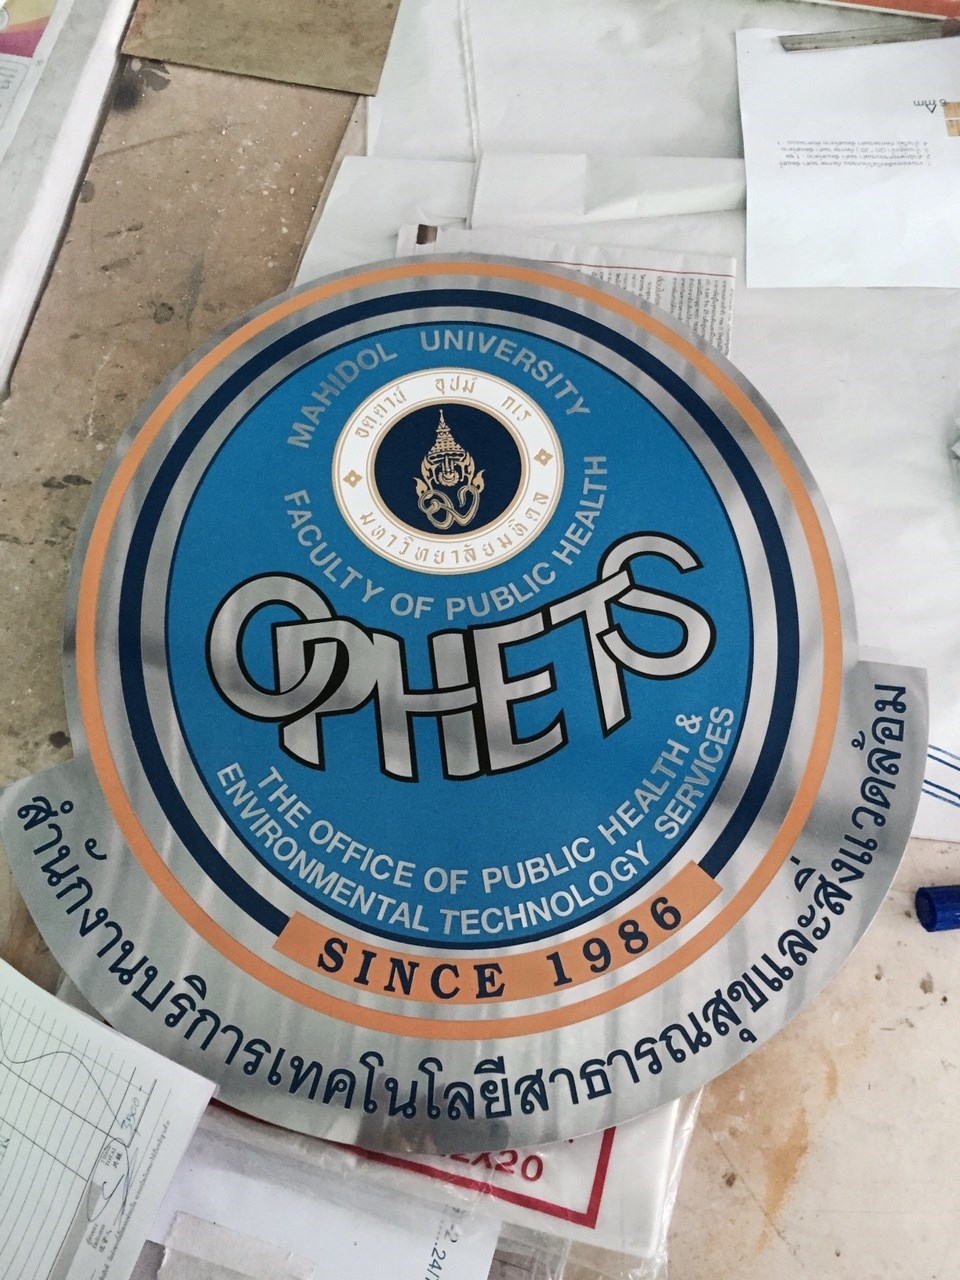 MAHIDOL UNIVERSITY
อตฺตานํ อุปมํ กเร
มหาวิทยาลัยมหิดล
FACULTY OF PUBLIC HEALTH
OPHETS
THE OFFICE OF PUBLIC HEALTH &
ENVIRONMENTAL TECHNOLOGY SERVICES
SINCE 1986
สำนักงานบริการเทคโนโลยีสาธารณสุขและสิ่งแวดล้อม